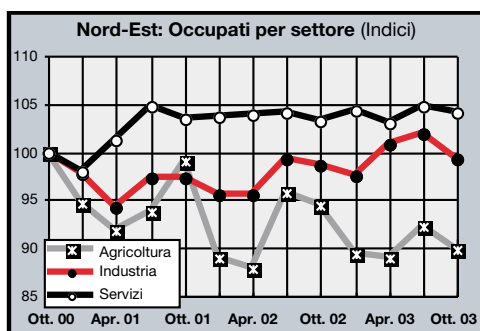 Nord-Est: Occupati per settore (Indici)
110
105
100
95
90
85
Agricoltura
Industria
Servizi
Ott. 00 Apr. 01 Ott. 01 Apr. 02 Ott. 02 Apr. 03 Ott. 03